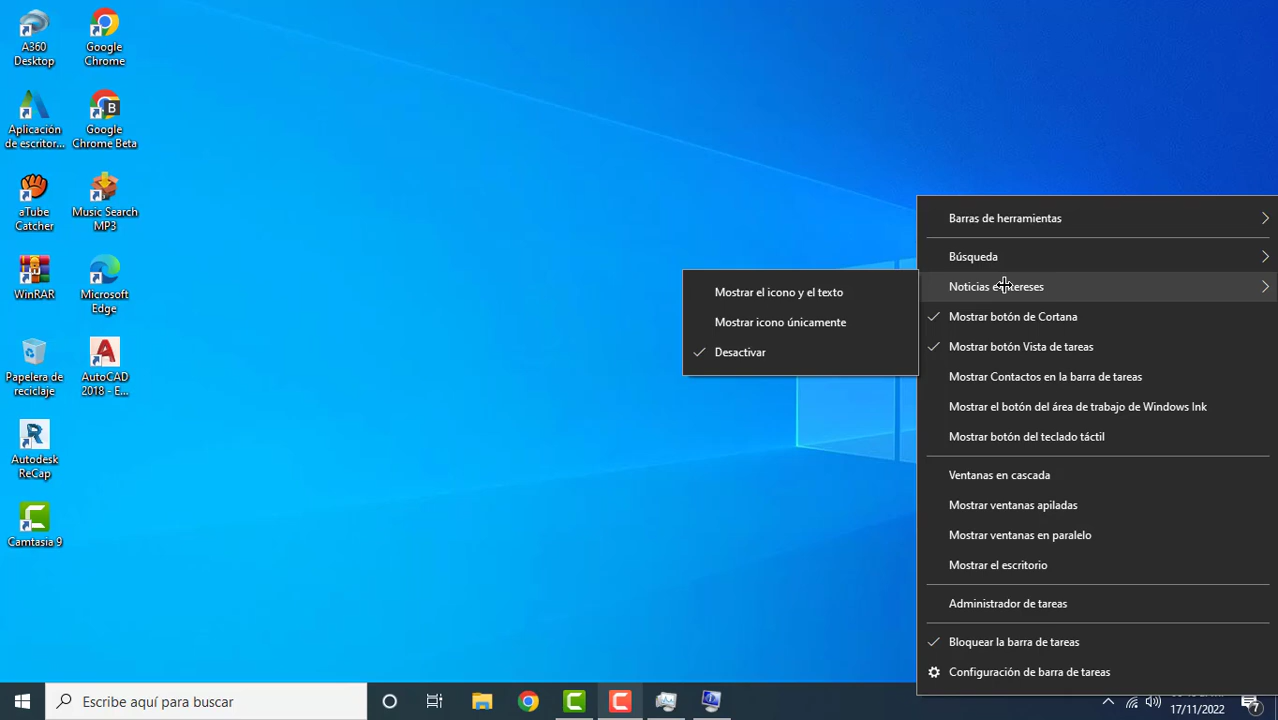 A360
Desktop
Google
Chrome
Aplicación
de escritor...
Google
Chrome Beta
aTube
Catcher
Music Search
MP3
WinRAR
Microsoft
Edge
Papelera de
reciclaje
AutoCAD
2018 - E...
Autodesk
ReCap
Camtasia 9
Mostrar el icono y el texto
Mostrar icono únicamente
Desactivar
Barras de herramientas
Búsqueda
Noticias e intereses
Mostrar botón de Cortana
Mostrar botón Vista de tareas
Mostrar Contactos en la barra de tareas
Mostrar el botón del área de trabajo de Windows Ink
Mostrar botón del teclado táctil
Ventanas en cascada
Mostrar ventanas apiladas
Mostrar ventanas en paralelo
Mostrar el escritorio
Administrador de tareas
Bloquear la barra de tareas
Configuración de barra de tareas
Escribe aquí para buscar
17/11/2022
7